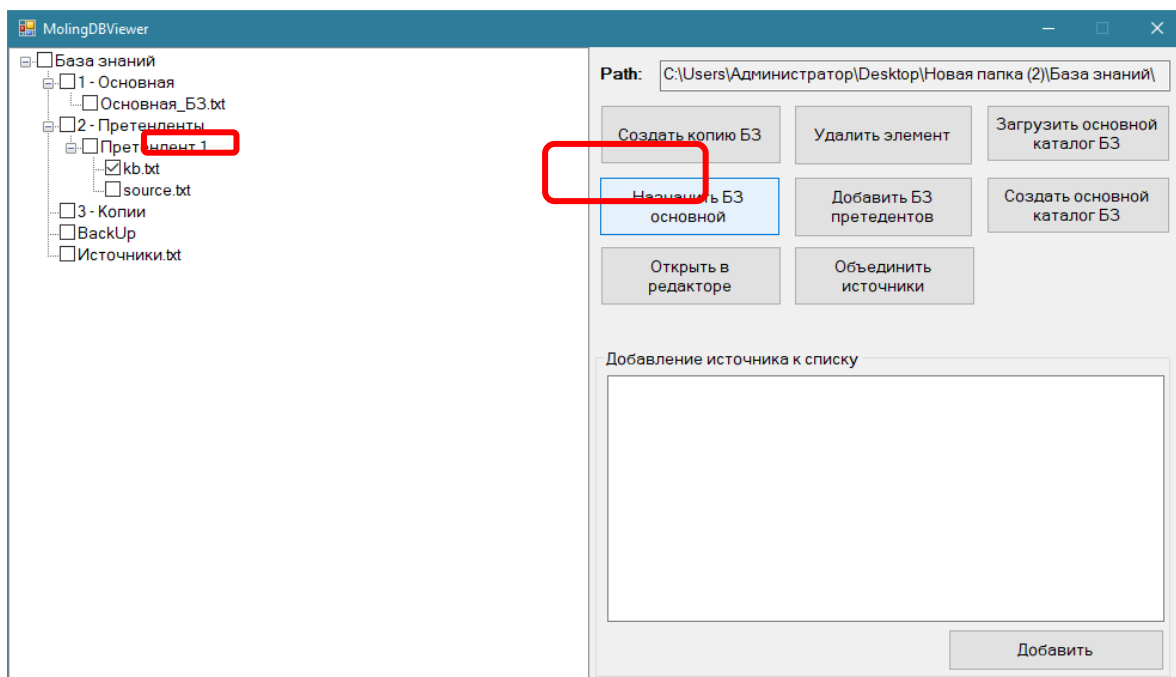 MolingDBViewer
База знаний
1 - Основная
Основная_БЗ.txt
2 - Претенденты
Претендент 1
kb.txt
source.txt
3 - Копии
BackUp
Источники.txt
Path: C:\Users\Администратор\Desktop\Новая папка (2)\База знаний\
Создать копию БЗ
Удалить элемент
Загрузить основной
каталог БЗ
Назначить БЗ
основной
Добавить БЗ
претедентов
Создать основной
каталог БЗ
Открыть в
редакторе
Объединить
источники
Добавление источника к списку
Добавить